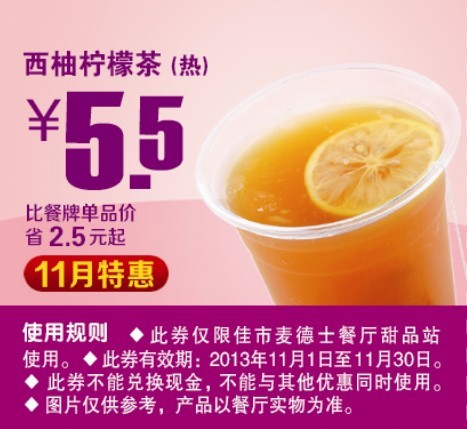 西柚柠檬茶（热）
¥5.5
比餐牌单品价
省2.5元起
11月特惠
使用规则 ◆此券仅限佳市麦德士餐厅甜品站
使用。◆此券有效期：2013年11月1日至11月30日。
◆ 此券不能兑换现金，不能与其他优惠同时使用。
◆ 图片仅供参考，产品以餐厅实物为准。